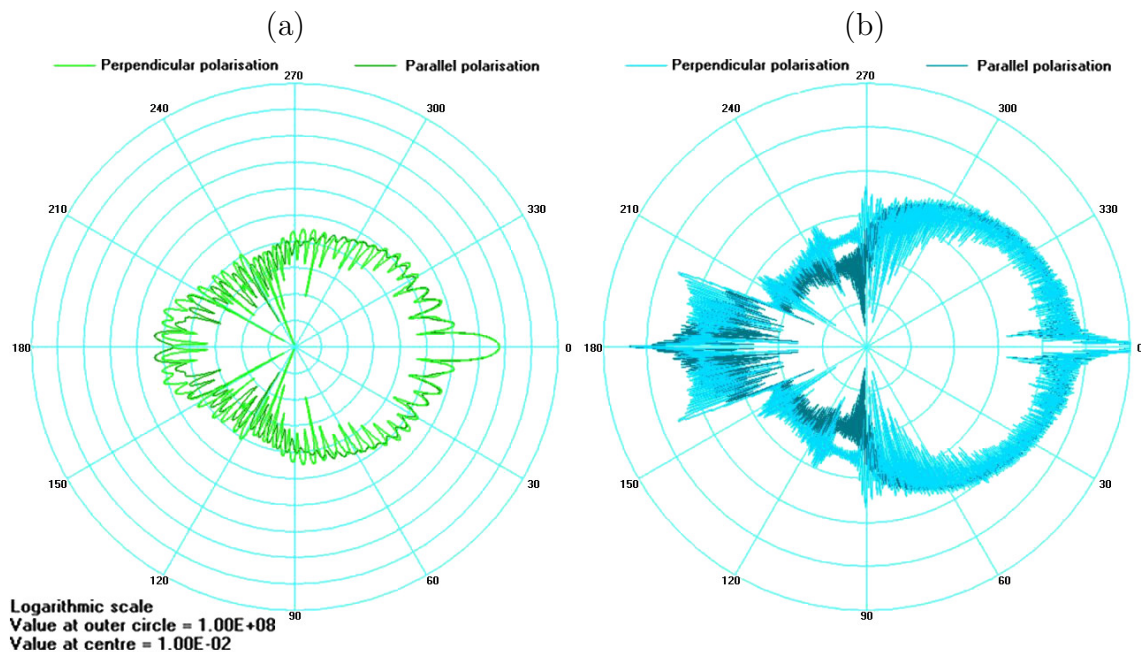 (a)
(b)
Perpendicular polarisation
Parallel polarisation
Perpendicular polarisation
Parallel polarisation
270
240
300
210
330
180
0
150
30
120
60
90
270
240
300
210
330
180
0
150
30
120
60
90
Logarithmic scale
Value at outer circle = 1.00E+08
Value at centre = 1.00E-02